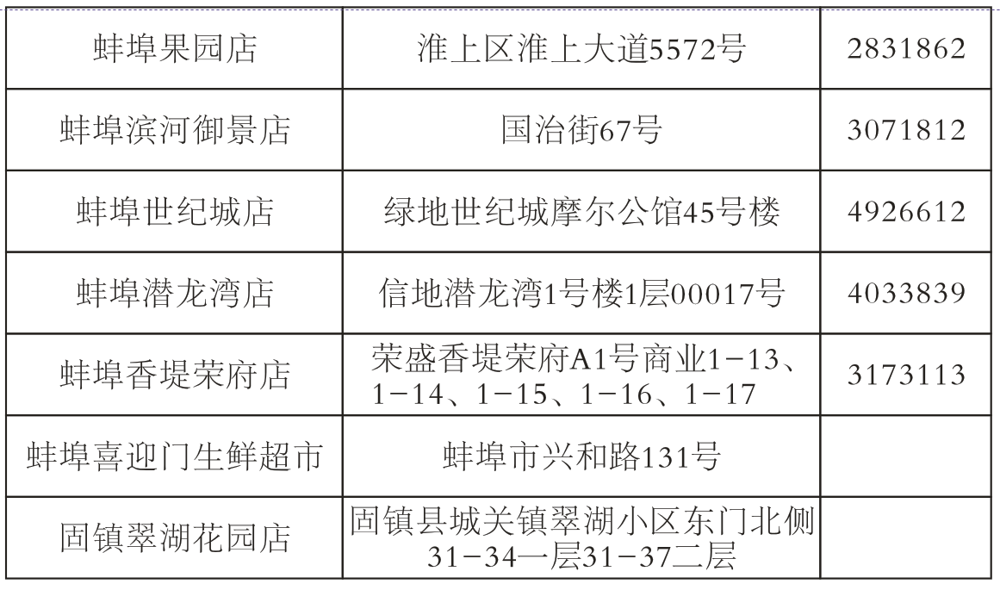 蚌埠果园店 淮上区淮上大道5572号 2831862
蚌埠滨河御景店 国治街67号 3071812
蚌埠世纪城店 绿地世纪城摩尔公馆45号楼 4926612
蚌埠潜龙湾店 信地潜龙湾1号楼1层00017号 4033839
蚌埠香堤荣府店 荣盛香堤荣府A1号商业1-13、
1-14、1-15、1-16、1-17 3173113
蚌埠喜迎门生鲜超市 蚌埠市兴和路131号
固镇翠湖花园店 固镇县城关镇翠湖小区东门北侧
31-34一层31-37二层